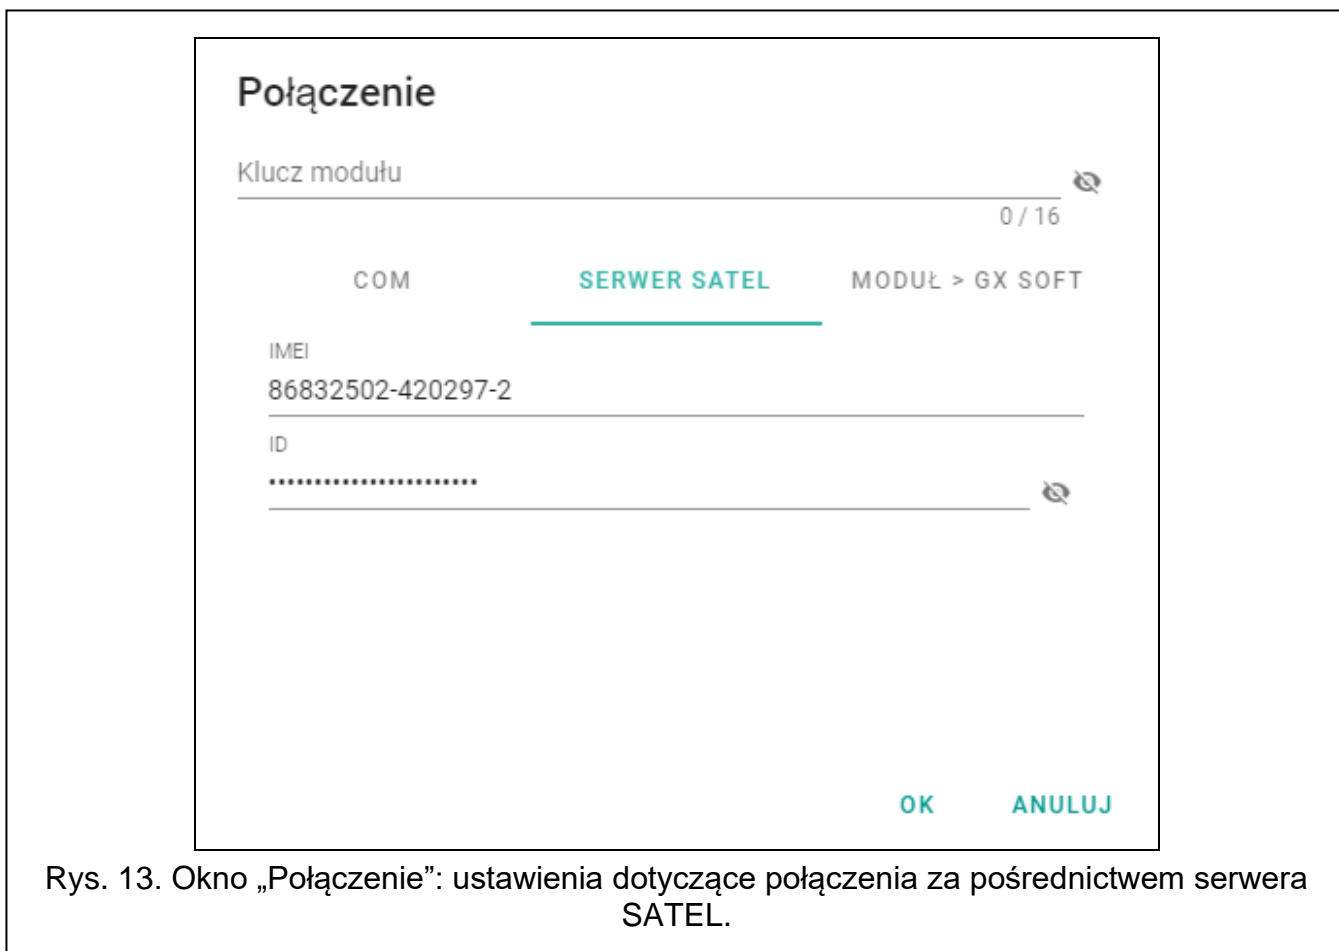 Połączenie
Klucz modułu
0 / 16
COM SERWER SATEL MODUŁ > GX SOFT
IMEI
86832502-420297-2
ID
•••••••••••••••••••••••
OK ANULUJ
Rys. 13. Okno „Połączenie”: ustawienia dotyczące połączenia za pośrednictwem serwera
SATEL.